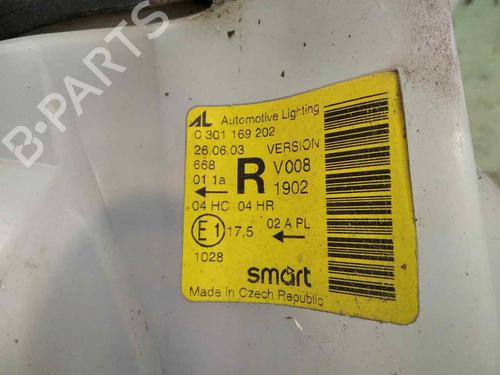 AL Automotive Lighting
0 301 169 202
26.06.03 VERSION
668 R V008
01 1a 1902
04 HC 04 HR
E1 17,5 02 A PL
1028
smart
Made in Czech Republic
B-PARTS